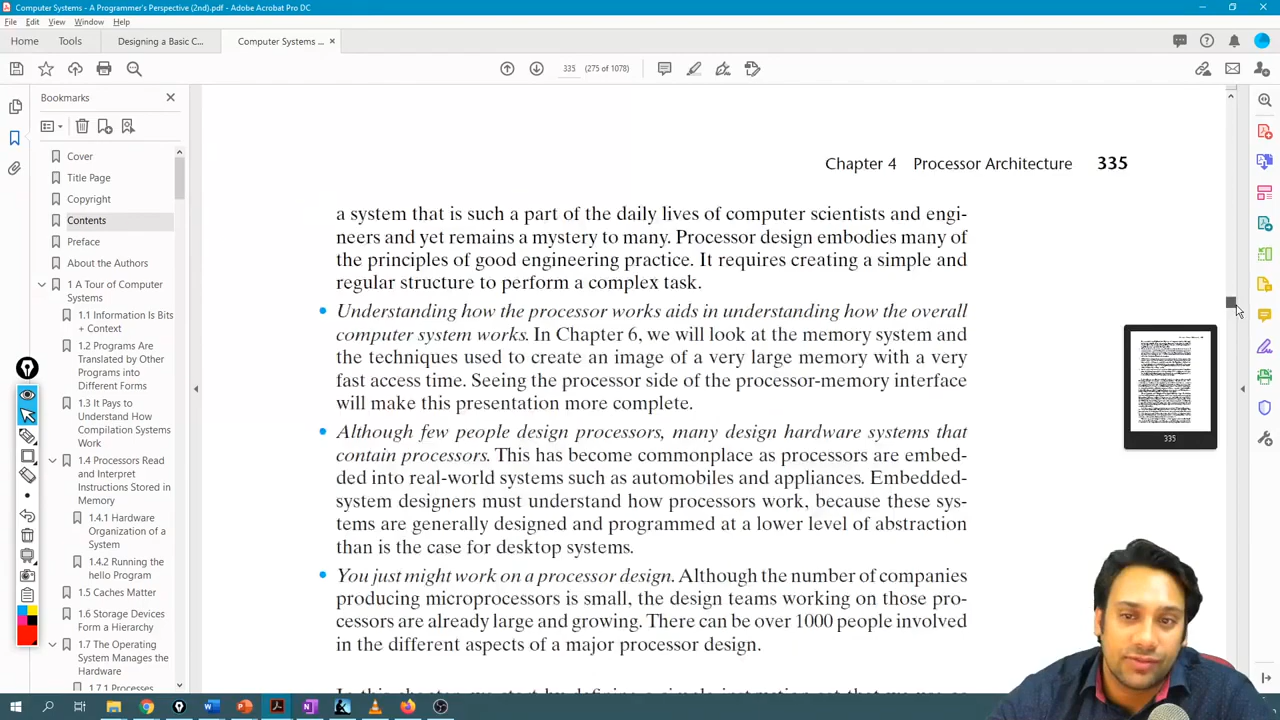 Computer Systems - A Programmer's Perspective (2nd).pdf - Adobe Acrobat Pro DC
File Edit View Window Help
Home Tools Designing a Basic C... Computer Systems ... ×
335 (275 of 1078)
Bookmarks
Cover
Title Page
Copyright
Contents
Preface
About the Authors
1 A Tour of Computer
Systems
1.1 Information Is Bits
+ Context
1.2 Programs Are
Translated by Other
Programs into
Different Forms
1.3 It Pays to
Understand How
Compilation Systems
Work
1.4 Processors Read
and Interpret
Instructions Stored in
Memory
1.4.1 Hardware
Organization of a
System
1.4.2 Running the
hello Program
1.5 Caches Matter
1.6 Storage Devices
Form a Hierarchy
1.7 The Operating
System Manages the
Hardware
1.7.1 Processes
Chapter 4 Processor Architecture 335
a system that is such a part of the daily lives of computer scientists and engi-
neers and yet remains a mystery to many. Processor design embodies many of
the principles of good engineering practice. It requires creating a simple and
regular structure to perform a complex task.
• Understanding how the processor works aids in understanding how the overall
computer system works. In Chapter 6, we will look at the memory system and
the techniques used to create an image of a very large memory with a very
fast access time. Seeing the processor side of the processor-memory interface
will make this presentation more complete.
• Although few people design processors, many design hardware systems that
contain processors. This has become commonplace as processors are embed-
ded into real-world systems such as automobiles and appliances. Embedded-
system designers must understand how processors work, because these sys-
tems are generally designed and programmed at a lower level of abstraction
than is the case for desktop systems.
• You just might work on a processor design. Although the number of companies
producing microprocessors is small, the design teams working on those pro-
cessors are already large and growing. There can be over 1000 people involved
in the different aspects of a major processor design.
In this chapter, we start by defining a simple instruction set that we use as
335